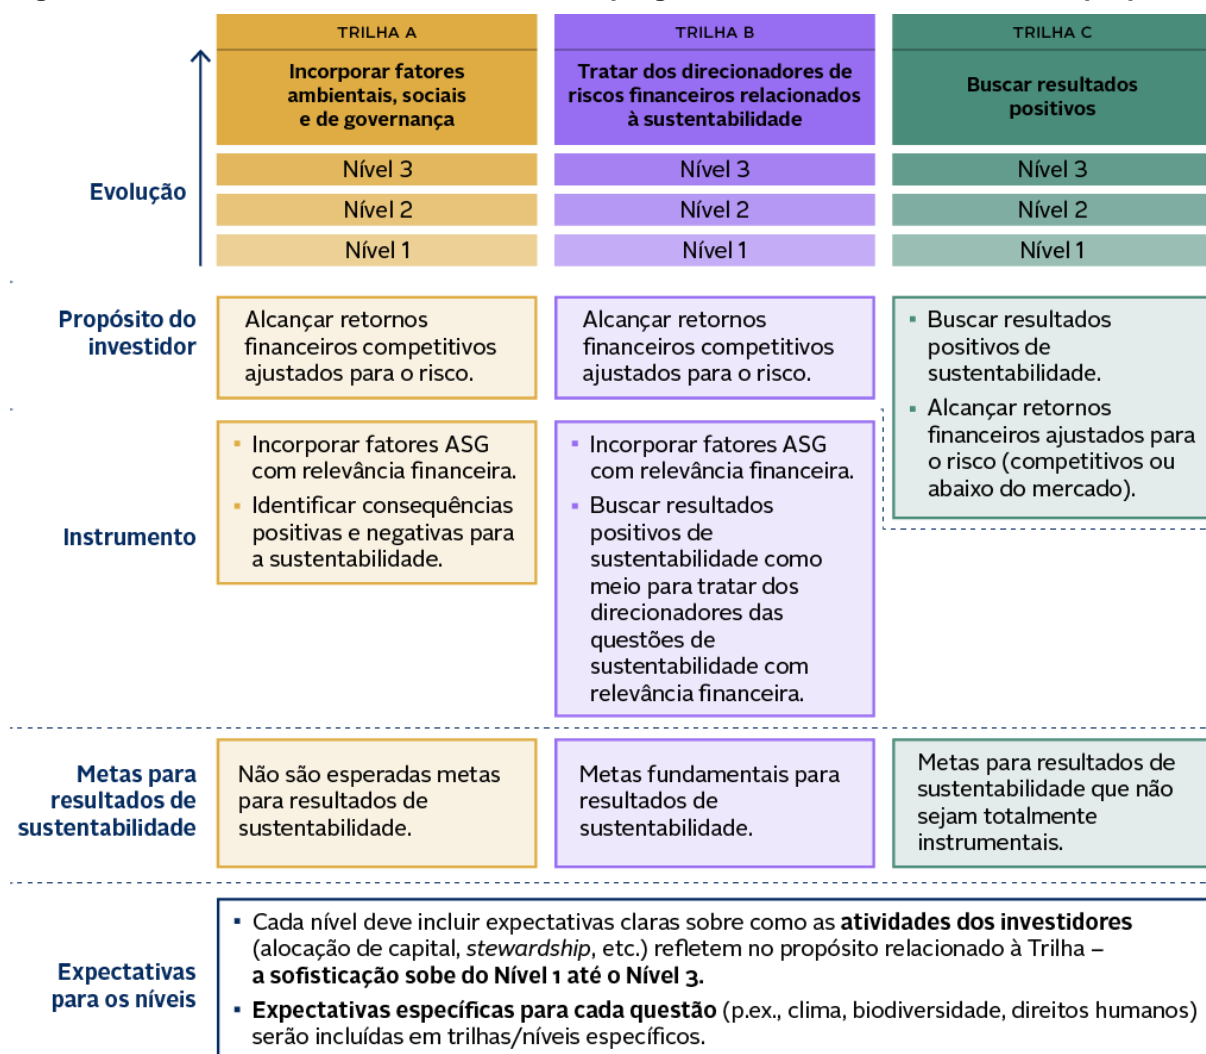 TRILHA A
Incorporar fatores
ambientais, sociais
e de governança
TRILHA B
Tratar dos direcionadores de
riscos financeiros relacionados
à sustentabilidade
TRILHA C
Buscar resultados
positivos
Evolução
Nível 3
Nível 3
Nível 3
Nível 2
Nível 2
Nível 2
Nível 1
Nível 1
Nível 1
Propósito do
investidor
Alcançar retornos
financeiros competitivos
ajustados para o risco.
Alcançar retornos
financeiros competitivos
ajustados para o risco.
▪ Buscar resultados
positivos de
sustentabilidade.
▪ Alcançar retornos
financeiros ajustados para
o risco (competitivos ou
abaixo do mercado).
Instrumento
▪ Incorporar fatores ASG
com relevância financeira.
▪ Identificar consequências
positivas e negativas para
a sustentabilidade.
▪ Incorporar fatores ASG
com relevância financeira.
▪ Buscar resultados
positivos de
sustentabilidade como
meio para tratar dos
direcionadores das
questões de
sustentabilidade com
relevância financeira.
Metas para
resultados de
sustentabilidade
Não são esperadas metas
para resultados de
sustentabilidade.
Metas fundamentais para
resultados de
sustentabilidade.
Metas para resultados de
sustentabilidade que não
sejam totalmente
instrumentais.
Expectativas
para os níveis
▪ Cada nível deve incluir expectativas claras sobre como as atividades dos investidores
(alocação de capital, stewardship, etc.) refletem no propósito relacionado à Trilha –
a sofisticação sobe do Nível 1 até o Nível 3.
▪ Expectativas específicas para cada questão (p.ex., clima, biodiversidade, direitos humanos)
serão incluídas em trilhas/níveis específicos.